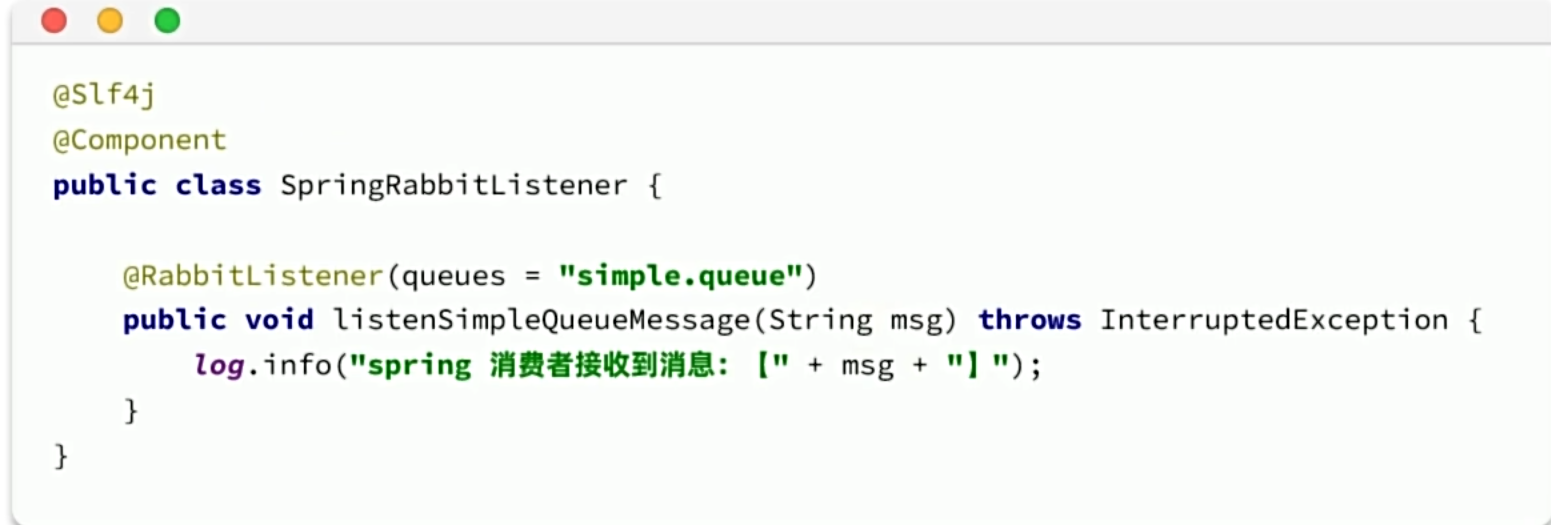 @Slf4j
@Component
public class SpringRabbitListener {
@RabbitListener(queues = "simple.queue")
public void listenSimpleQueueMessage(String msg) throws InterruptedException {
log.info("spring 消费者接收到消息：【" + msg + "】");
}
}